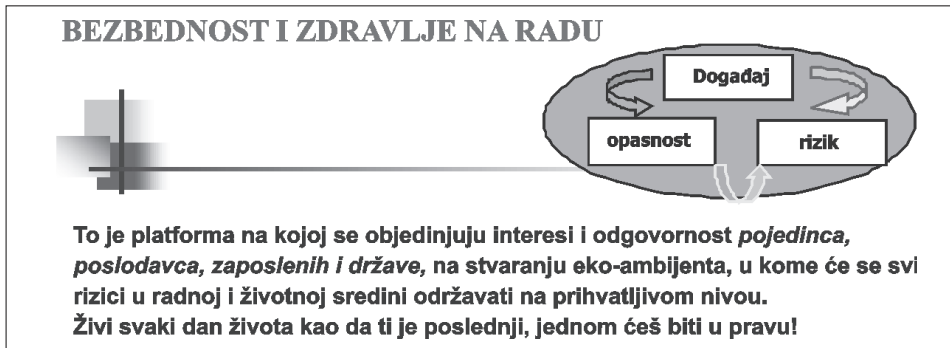 BEZBEDNOST I ZDRAVLJE NA RADU
Događaj
opasnost
rizik
To je platforma na kojoj se objedinjuju interesi i odgovornost pojedinca,
poslodavca, zaposlenih i države, na stvaranju eko-ambijenta, u kome će se svi
rizici u radnoj i životnoj sredini održavati na prihvatljivom nivou.
Živi svaki dan života kao da ti je poslednji, jednom ćeš biti u pravu!